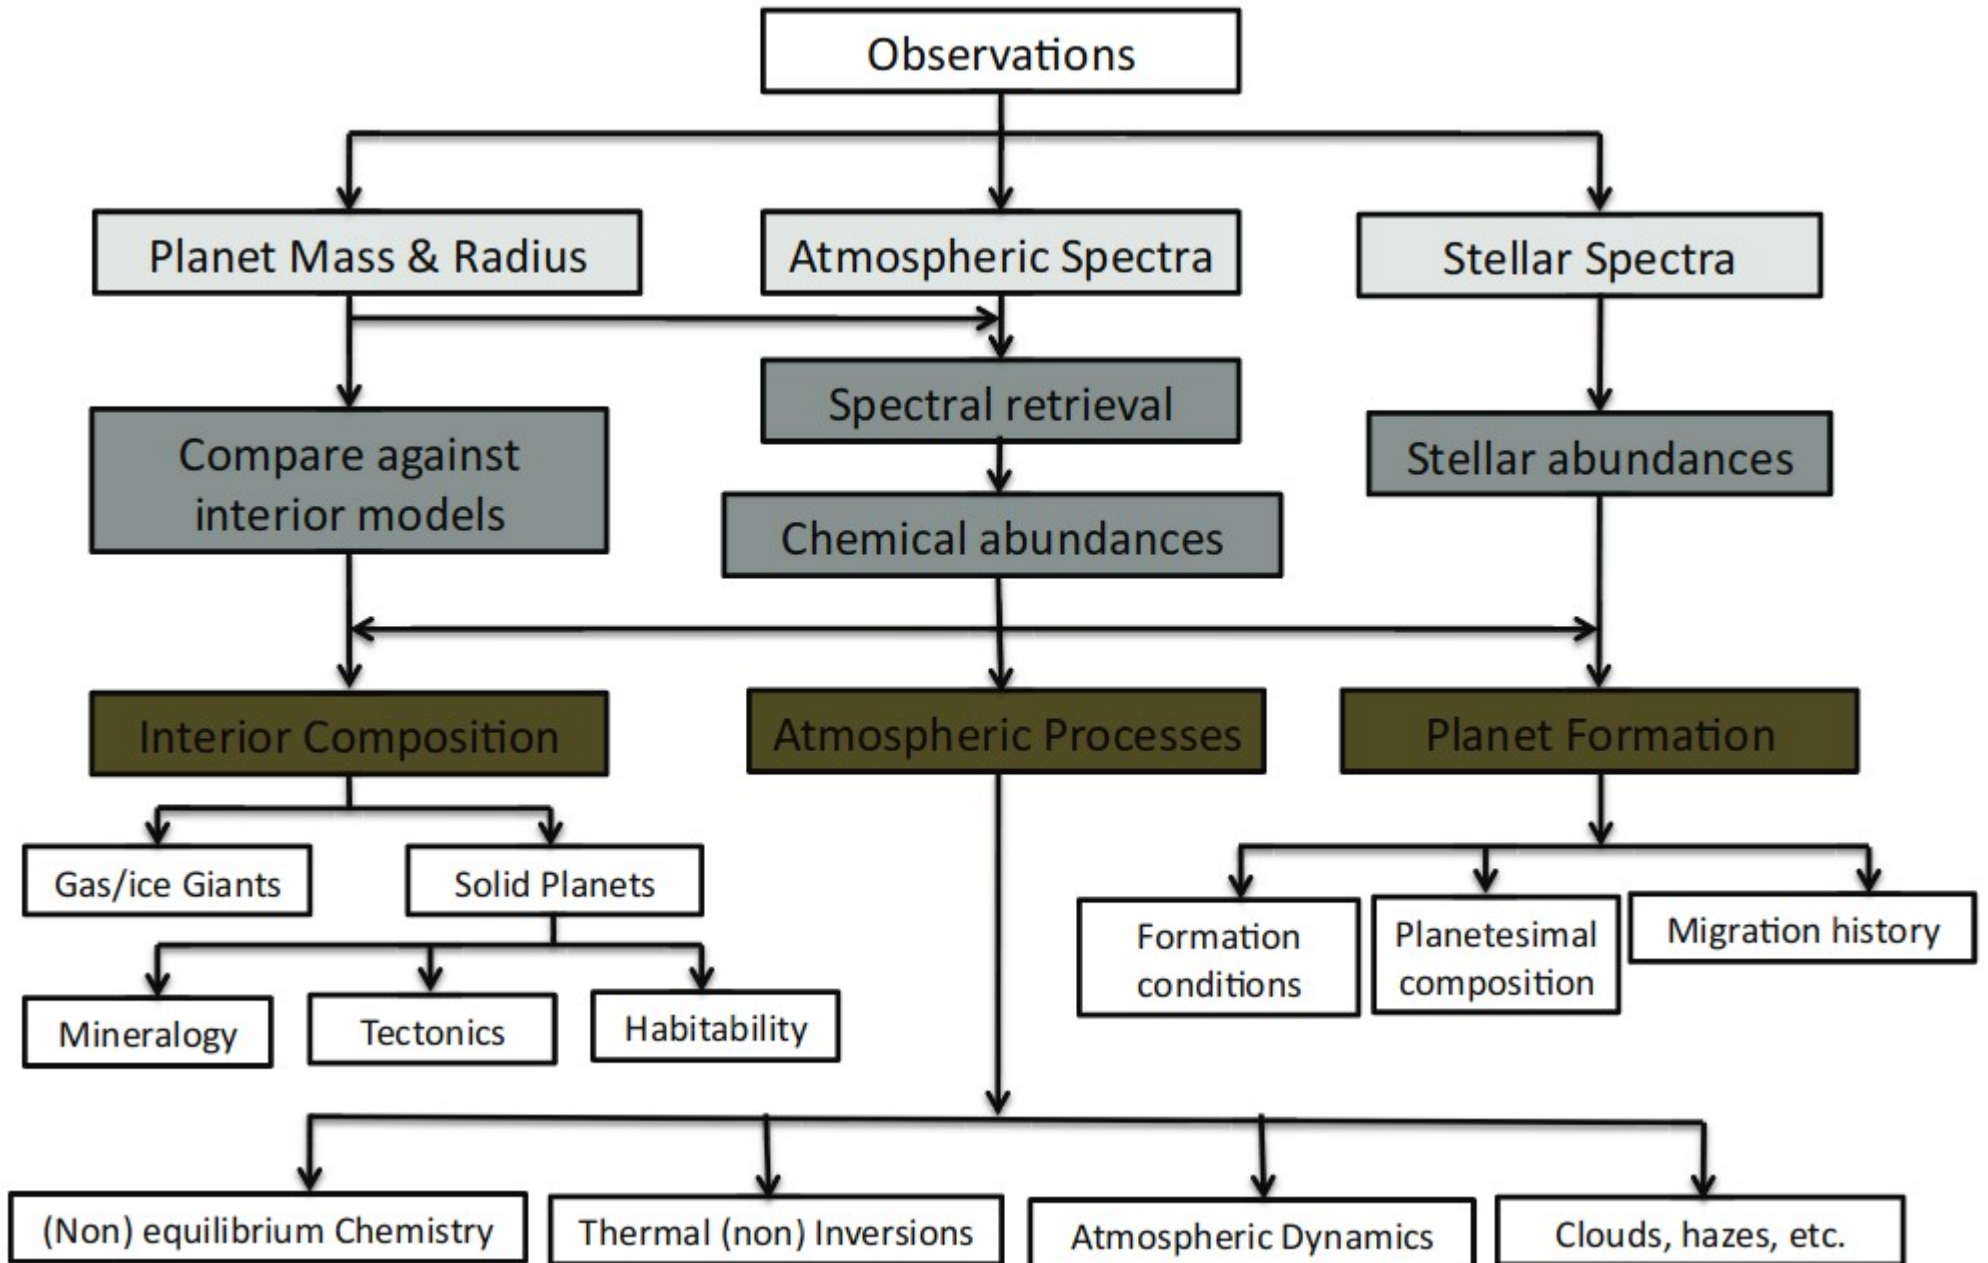 Observations
Planet Mass & Radius
Atmospheric Spectra
Stellar Spectra
Spectral retrieval
Compare against
interior models
Stellar abundances
Chemical abundances
Interior Composition
Atmospheric Processes
Planet Formation
Gas/ice Giants
Solid Planets
Formation
conditions
Planetesimal
composition
Migration history
Mineralogy
Tectonics
Habitability
(Non) equilibrium Chemistry
Thermal (non) Inversions
Atmospheric Dynamics
Clouds, hazes, etc.